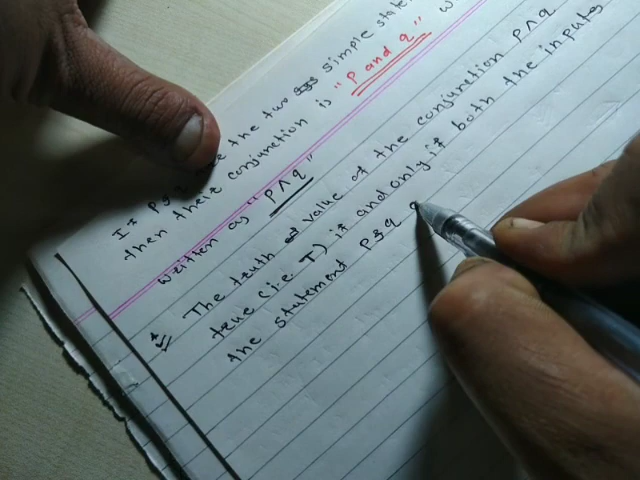 If p & q are the two simple state
then their conjunction is "p and q" w
written as "p ∧ q"
The truth value of the conjunction p ∧ q
true (i.e T) if and only if both the inputs
the statement p & q